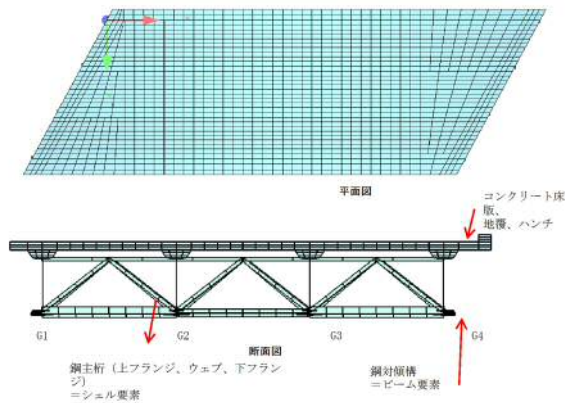 平面図
コンクリート床
版、
地覆、ハンチ
G1
G2
G3
G4
断面図
鋼主桁（上フランジ、ウェブ、下フラン
ジ）
＝シェル要素
鋼対傾構
＝ビーム要素